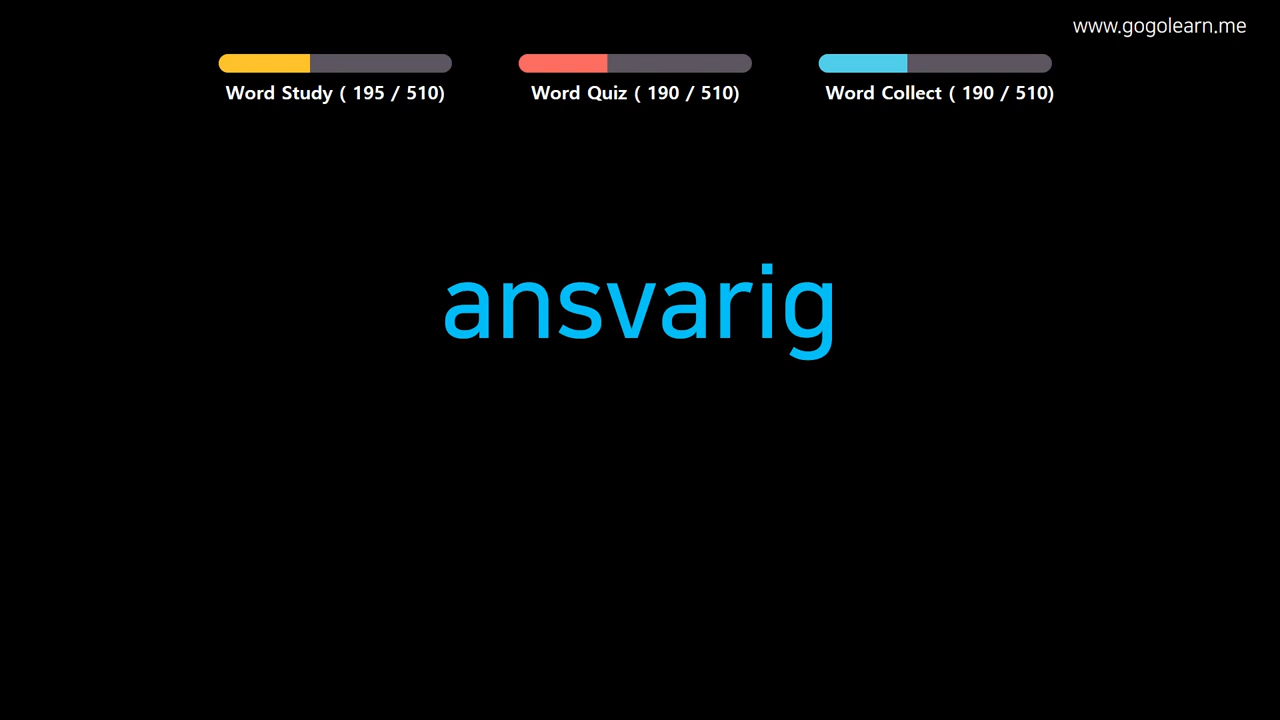 www.gogolearn.me
Word Study ( 195 / 510)
Word Quiz ( 190 / 510)
Word Collect ( 190 / 510)
ansvarig